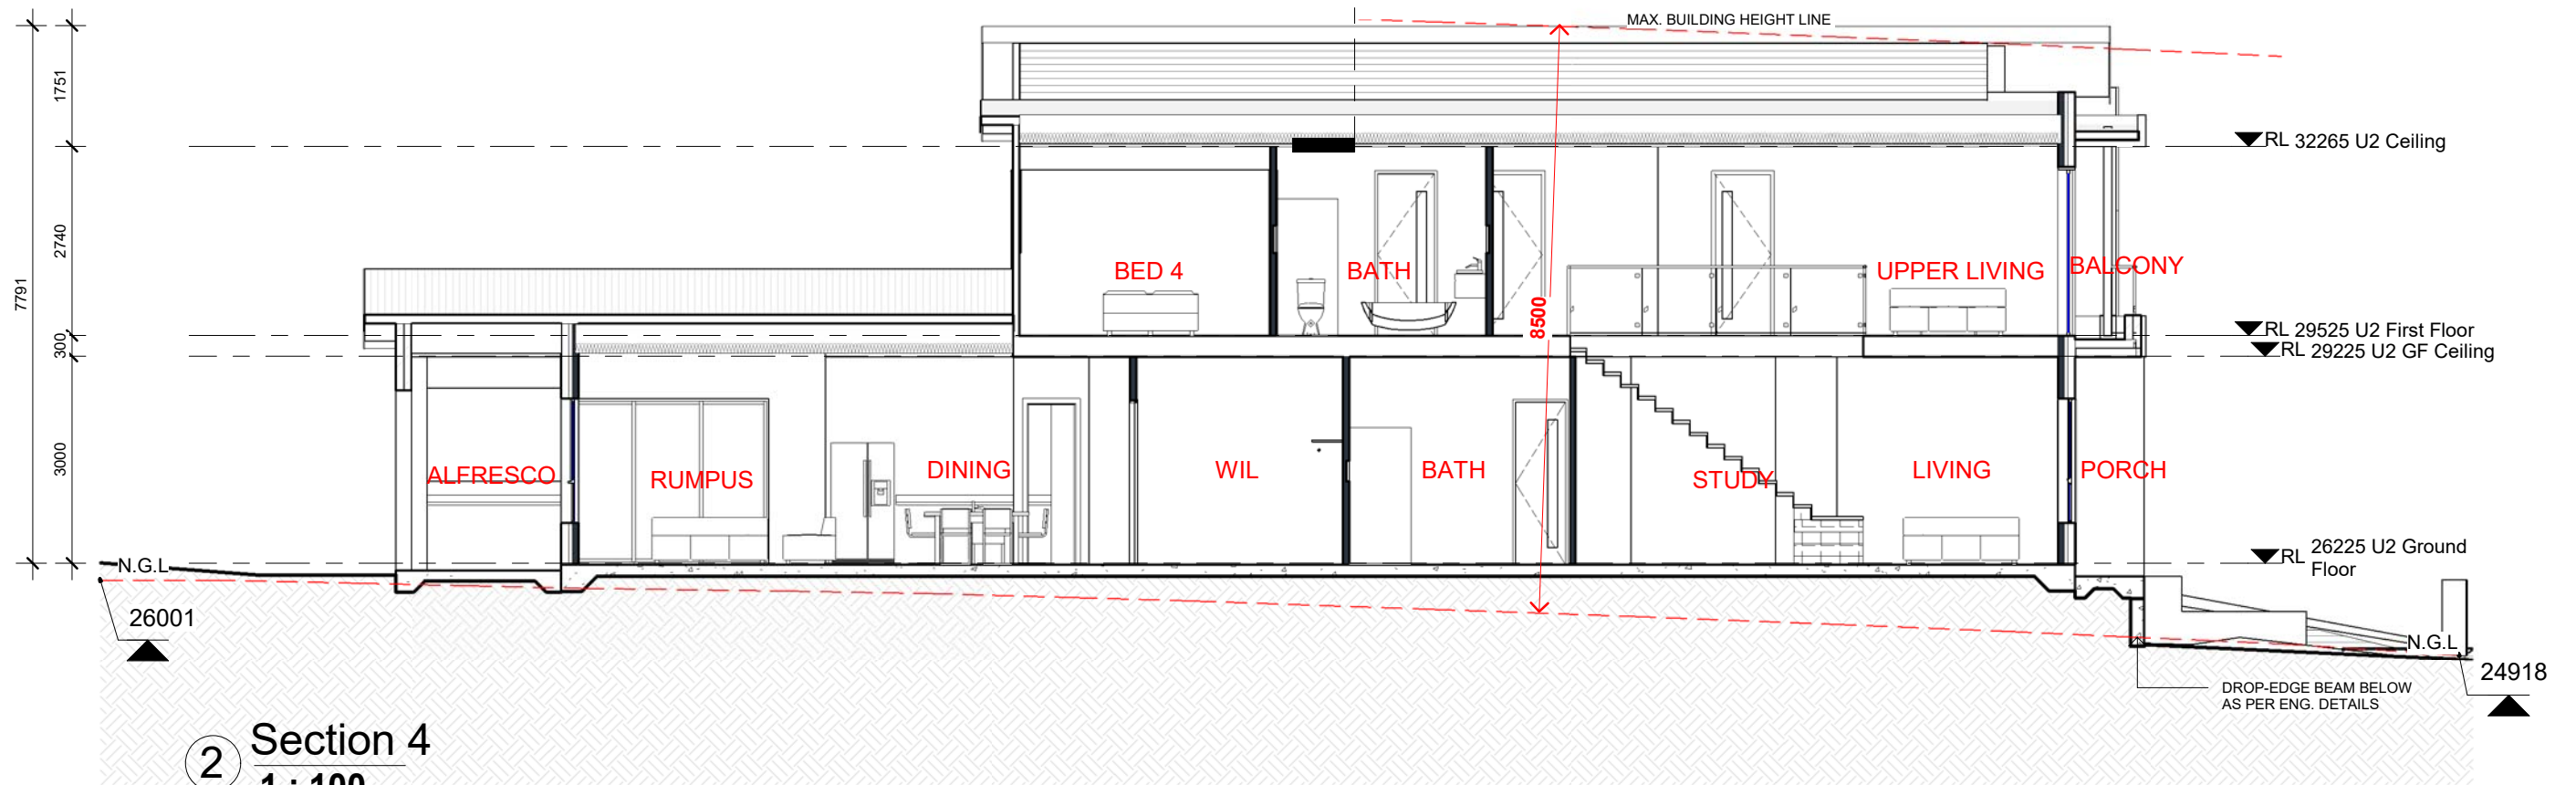 MAX. BUILDING HEIGHT LINE
1751
RL 32265 U2 Ceiling
2740
7791
BED 4
BATH
UPPER LIVING
BALCONY
8500
300
RL 29525 U2 First Floor
RL 29225 U2 GF Ceiling
3000
ALFRESCO
RUMPUS
DINING
WIL
BATH
STUDY
LIVING
PORCH
RL 26225 U2 Ground
Floor
N.G.L
26001
N.G.L
24918
DROP-EDGE BEAM BELOW
AS PER ENG. DETAILS
2
Section 4
1 : 100